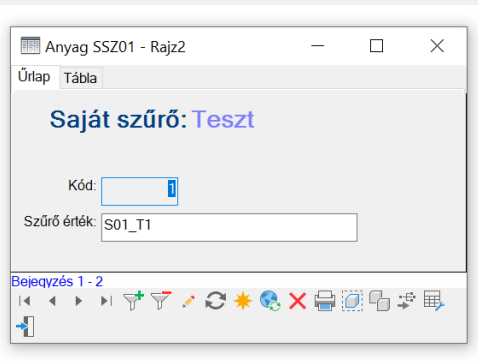 Anyag SSZ01 - Rajz2
Űrlap Tábla
Saját szűrő: Teszt
Kód: 1
Szűrő érték: S01_T1
Bejegyzés 1 - 2